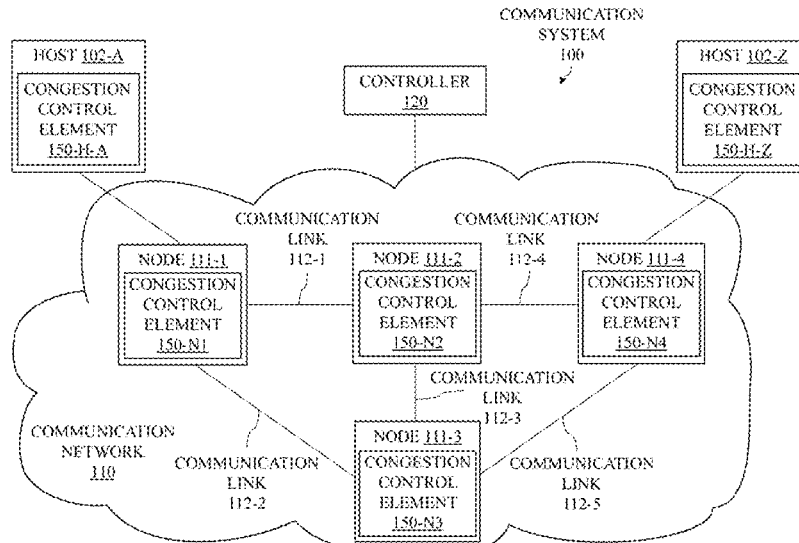 COMMUNICATION
SYSTEM
100
HOST 102-A
CONGESTION
CONTROL
ELEMENT
150-H-A
CONTROLLER
120
HOST 102-Z
CONGESTION
CONTROL
ELEMENT
150-H-Z
COMMUNICATION
LINK
112-1
COMMUNICATION
LINK
112-4
NODE 111-1
CONGESTION
CONTROL
ELEMENT
150-N1
NODE 111-2
CONGESTION
CONTROL
ELEMENT
150-N2
NODE 111-4
CONGESTION
CONTROL
ELEMENT
150-N4
COMMUNICATION
LINK
112-3
COMMUNICATION
NETWORK
110
COMMUNICATION
LINK
112-2
NODE 111-3
CONGESTION
CONTROL
ELEMENT
150-N3
COMMUNICATION
LINK
112-5